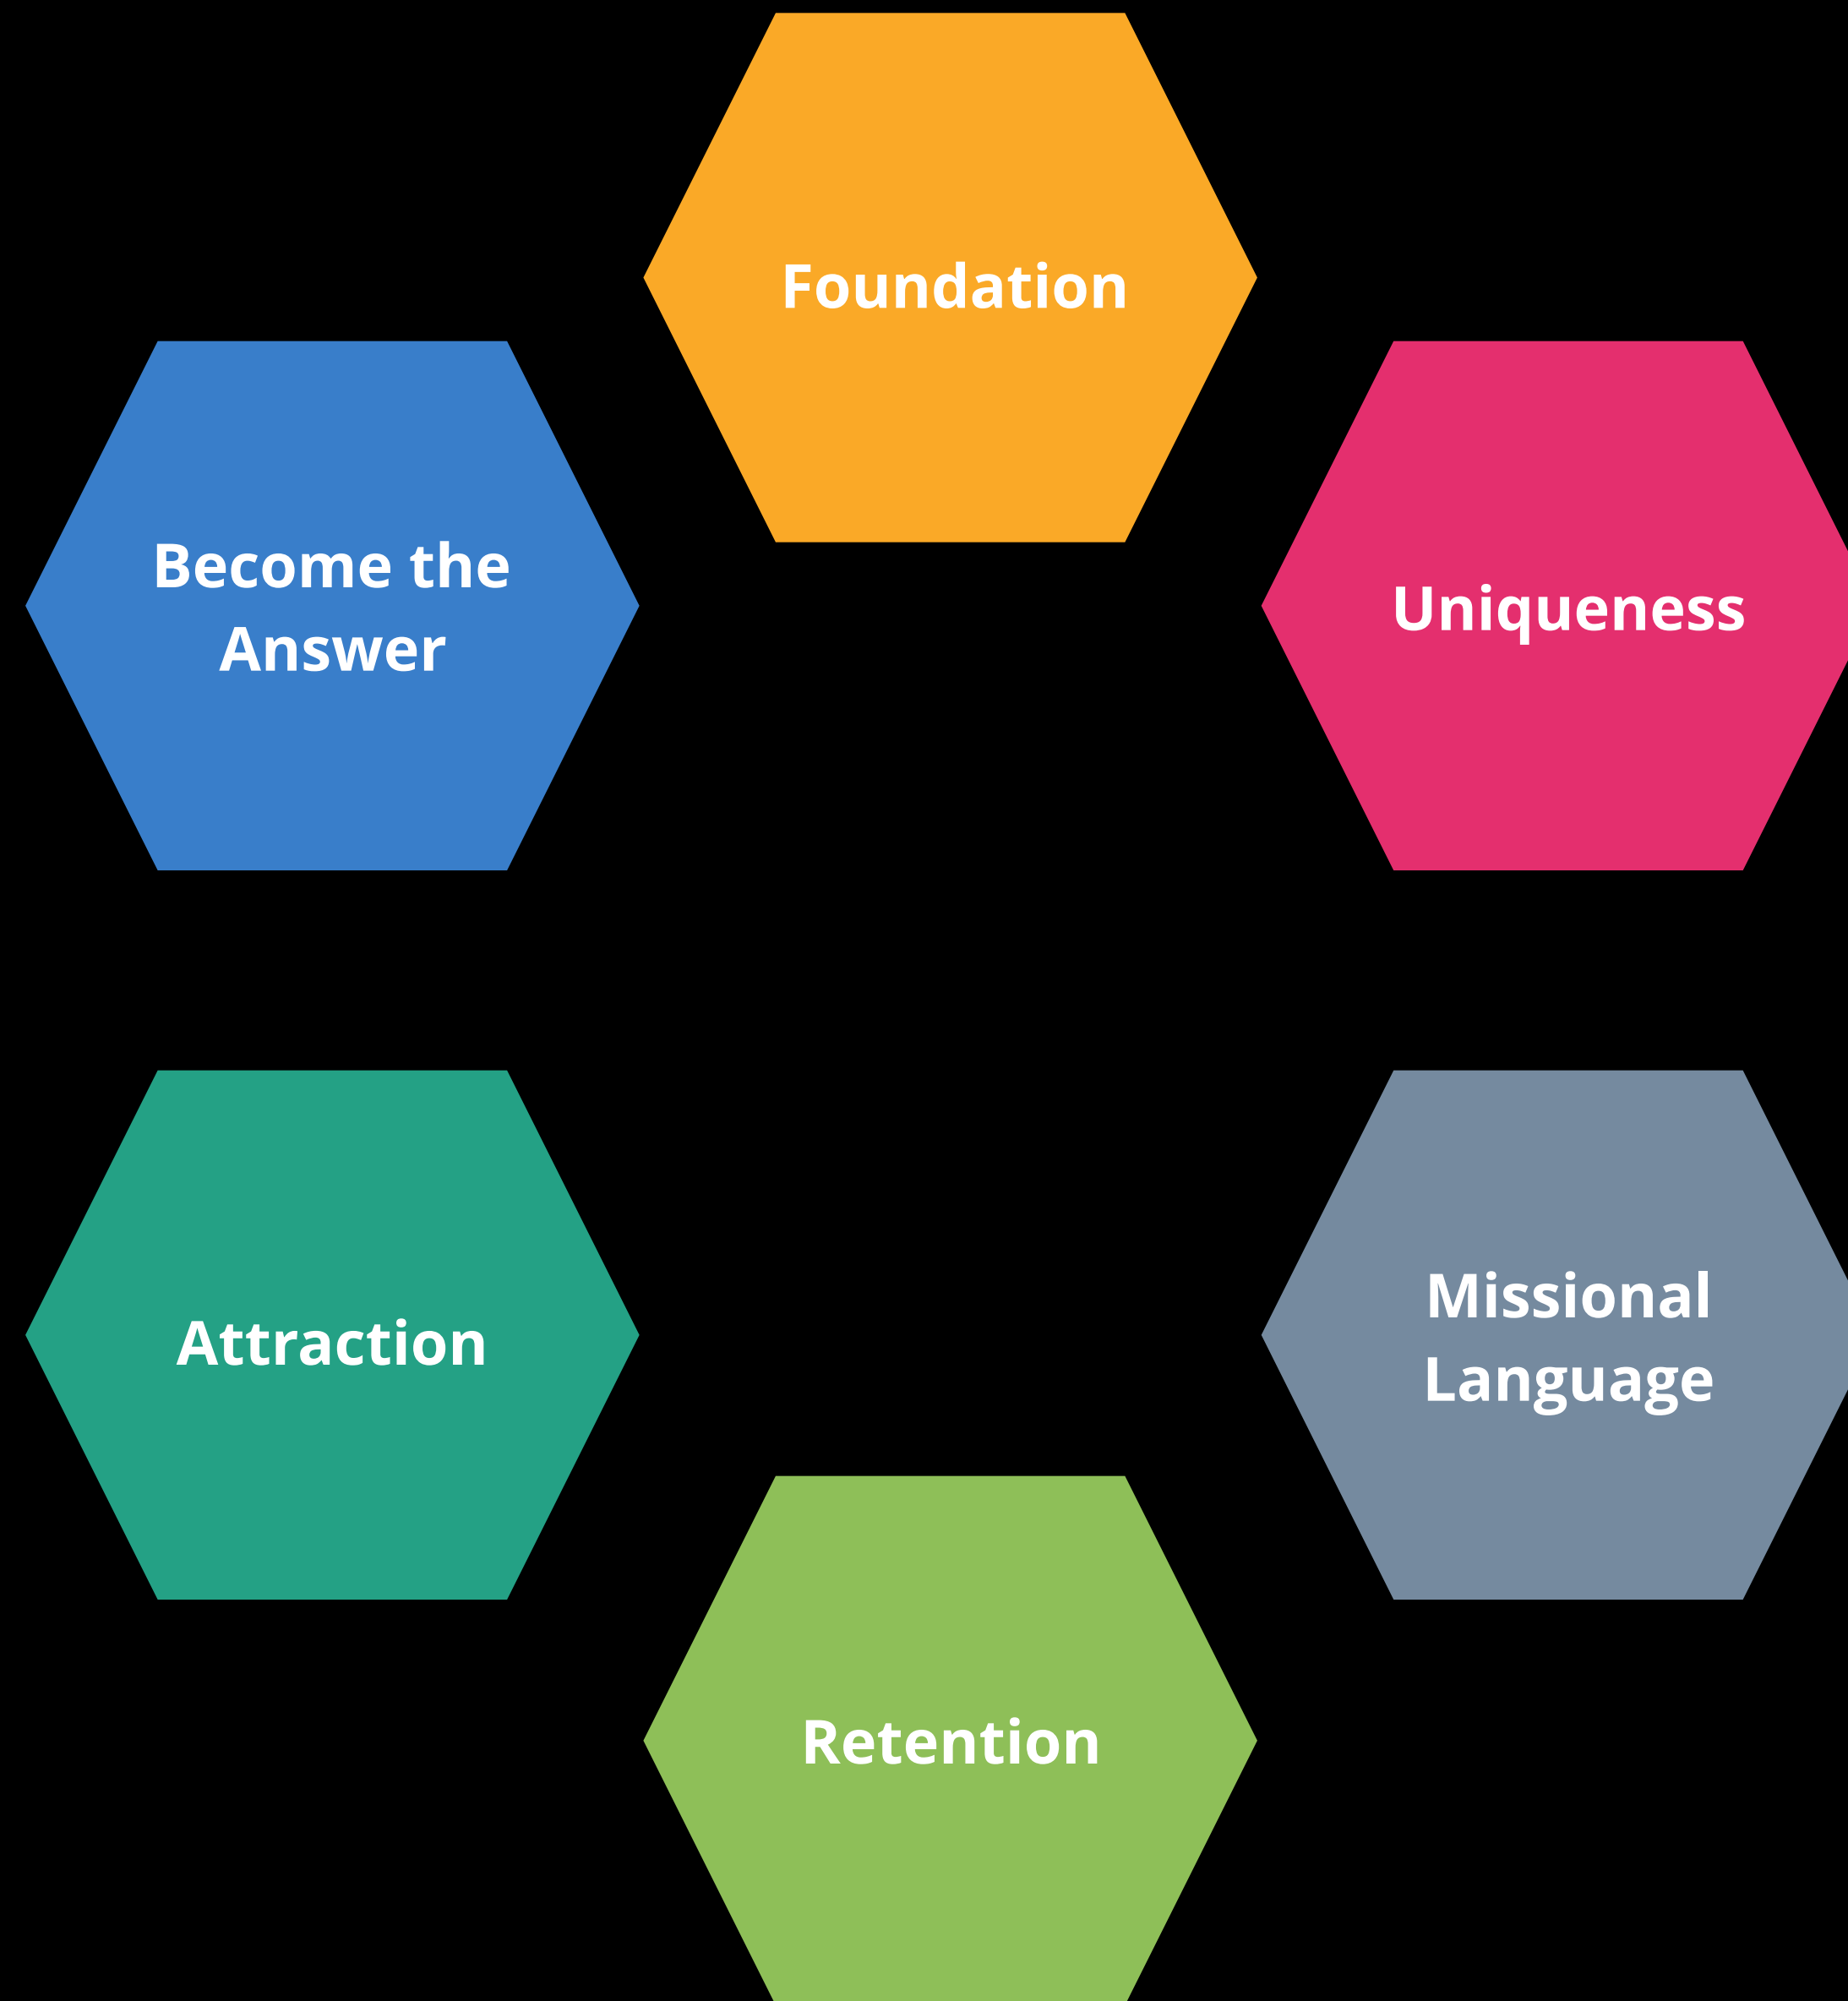 Foundation
Become the
Answer
Uniqueness
Attraction
Missional
Language
Retention